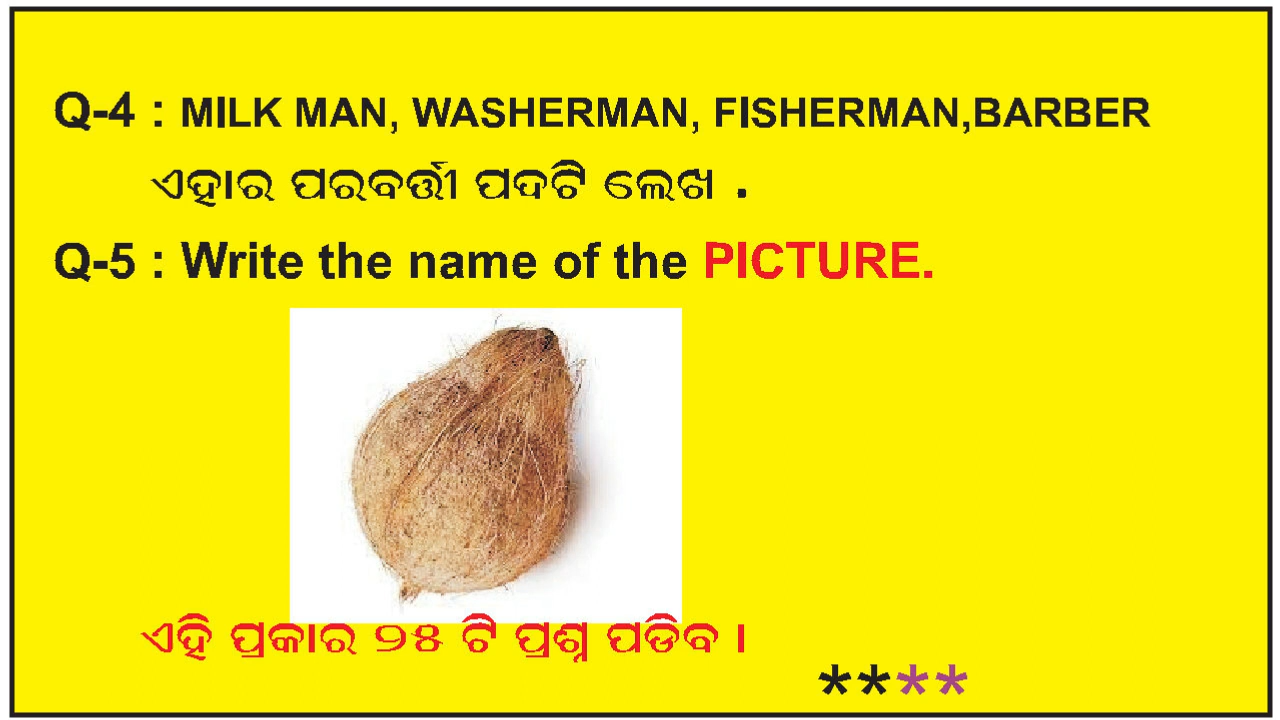 Q-4 : MILK MAN, WASHERMAN, FISHERMAN,BARBER
ଏହାର ପରବର୍ତ୍ତୀ ପଦଟି ଲେଖ .
Q-5 : Write the name of the PICTURE.
ଏହି ପ୍ରକାର ୨୫ ଟି ପ୍ରଶ୍ନ ପଡିବ ।
****